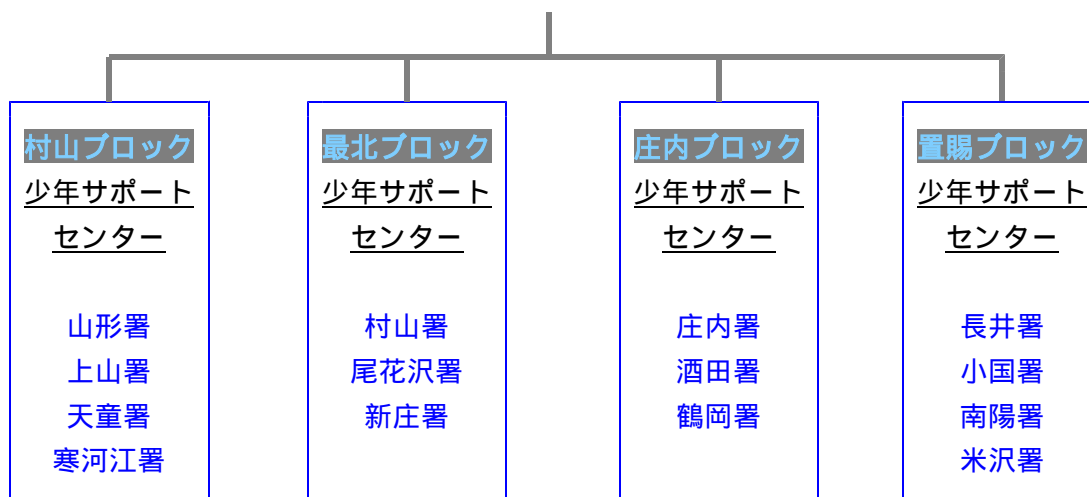 村山ブロック
少年サポート
センター
山形署
上山署
天童署
寒河江署
最北ブロック
少年サポート
センター
村山署
尾花沢署
新庄署
庄内ブロック
少年サポート
センター
庄内署
酒田署
鶴岡署
置賜ブロック
少年サポート
センター
長井署
小国署
南陽署
米沢署